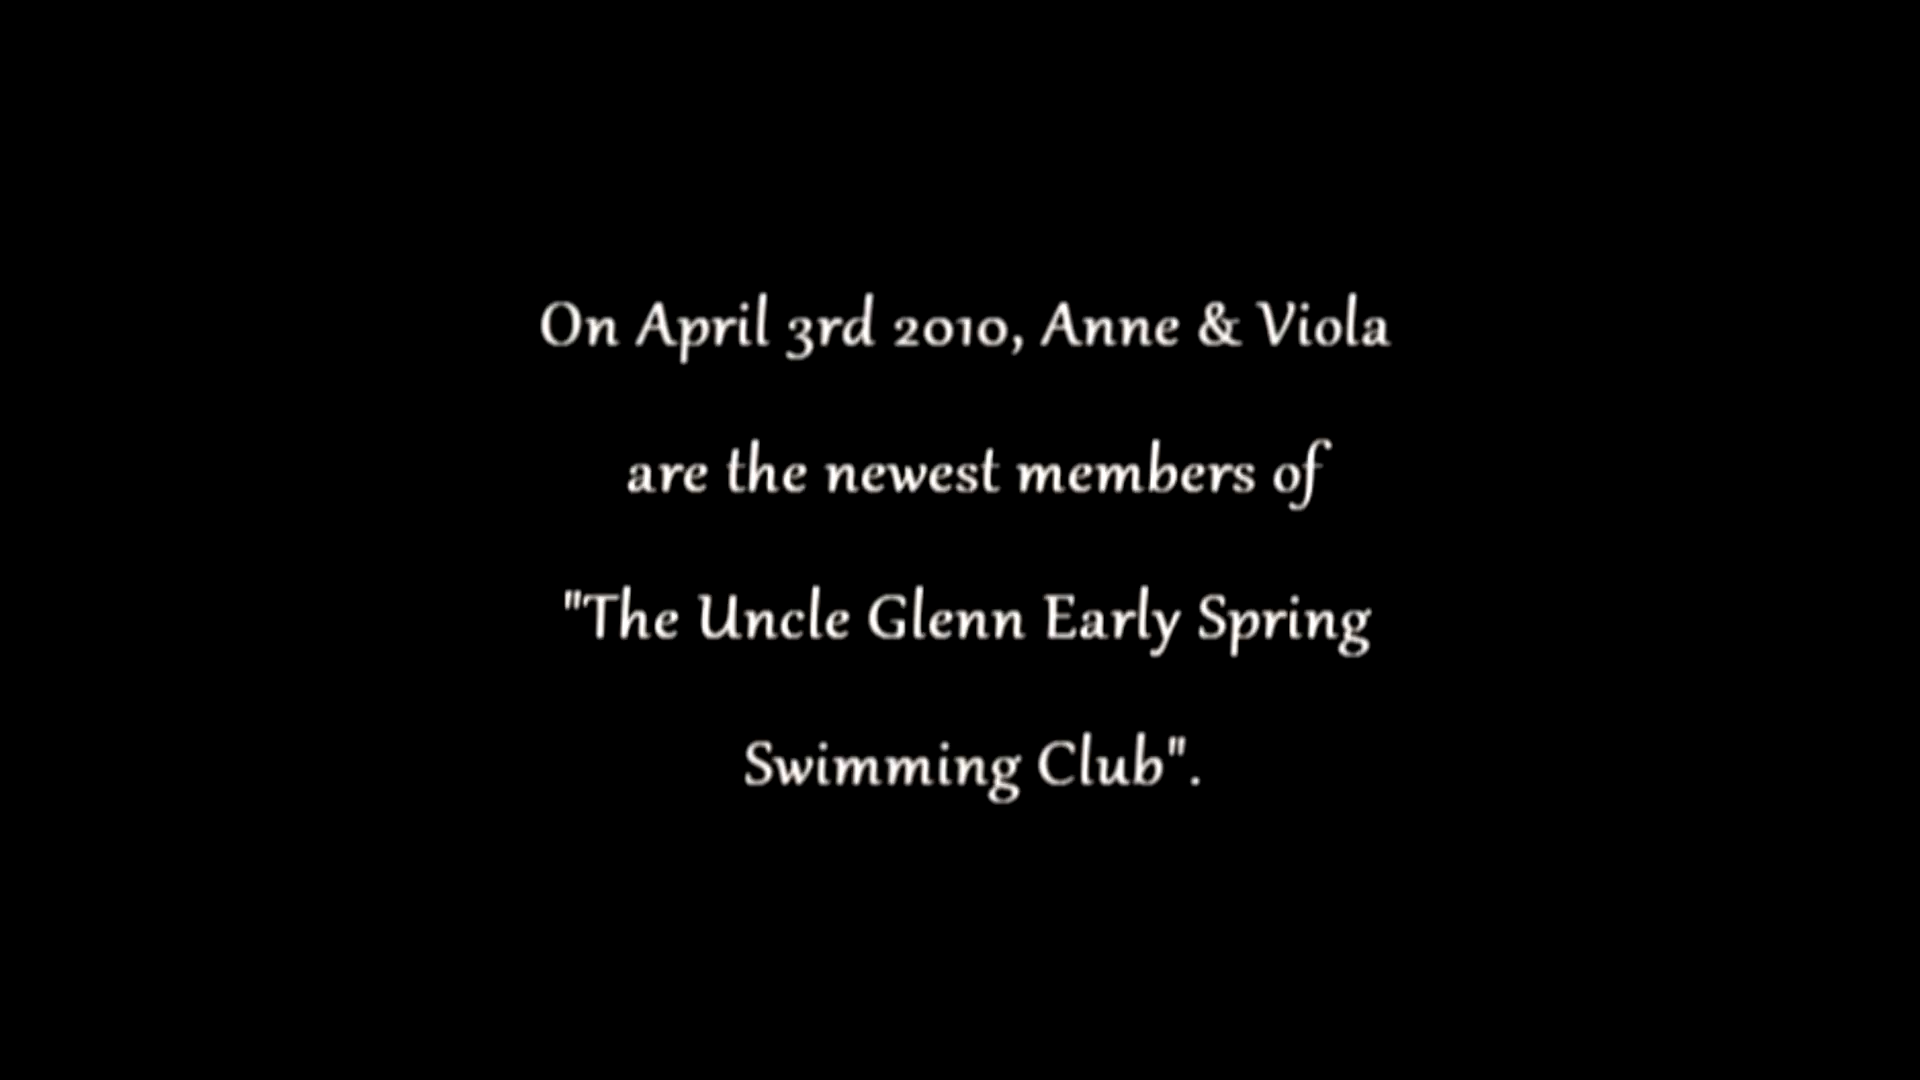 On April 3rd 2010, Anne & Viola
are the newest members of
"The Uncle Glenn Early Spring
Swimming Club".